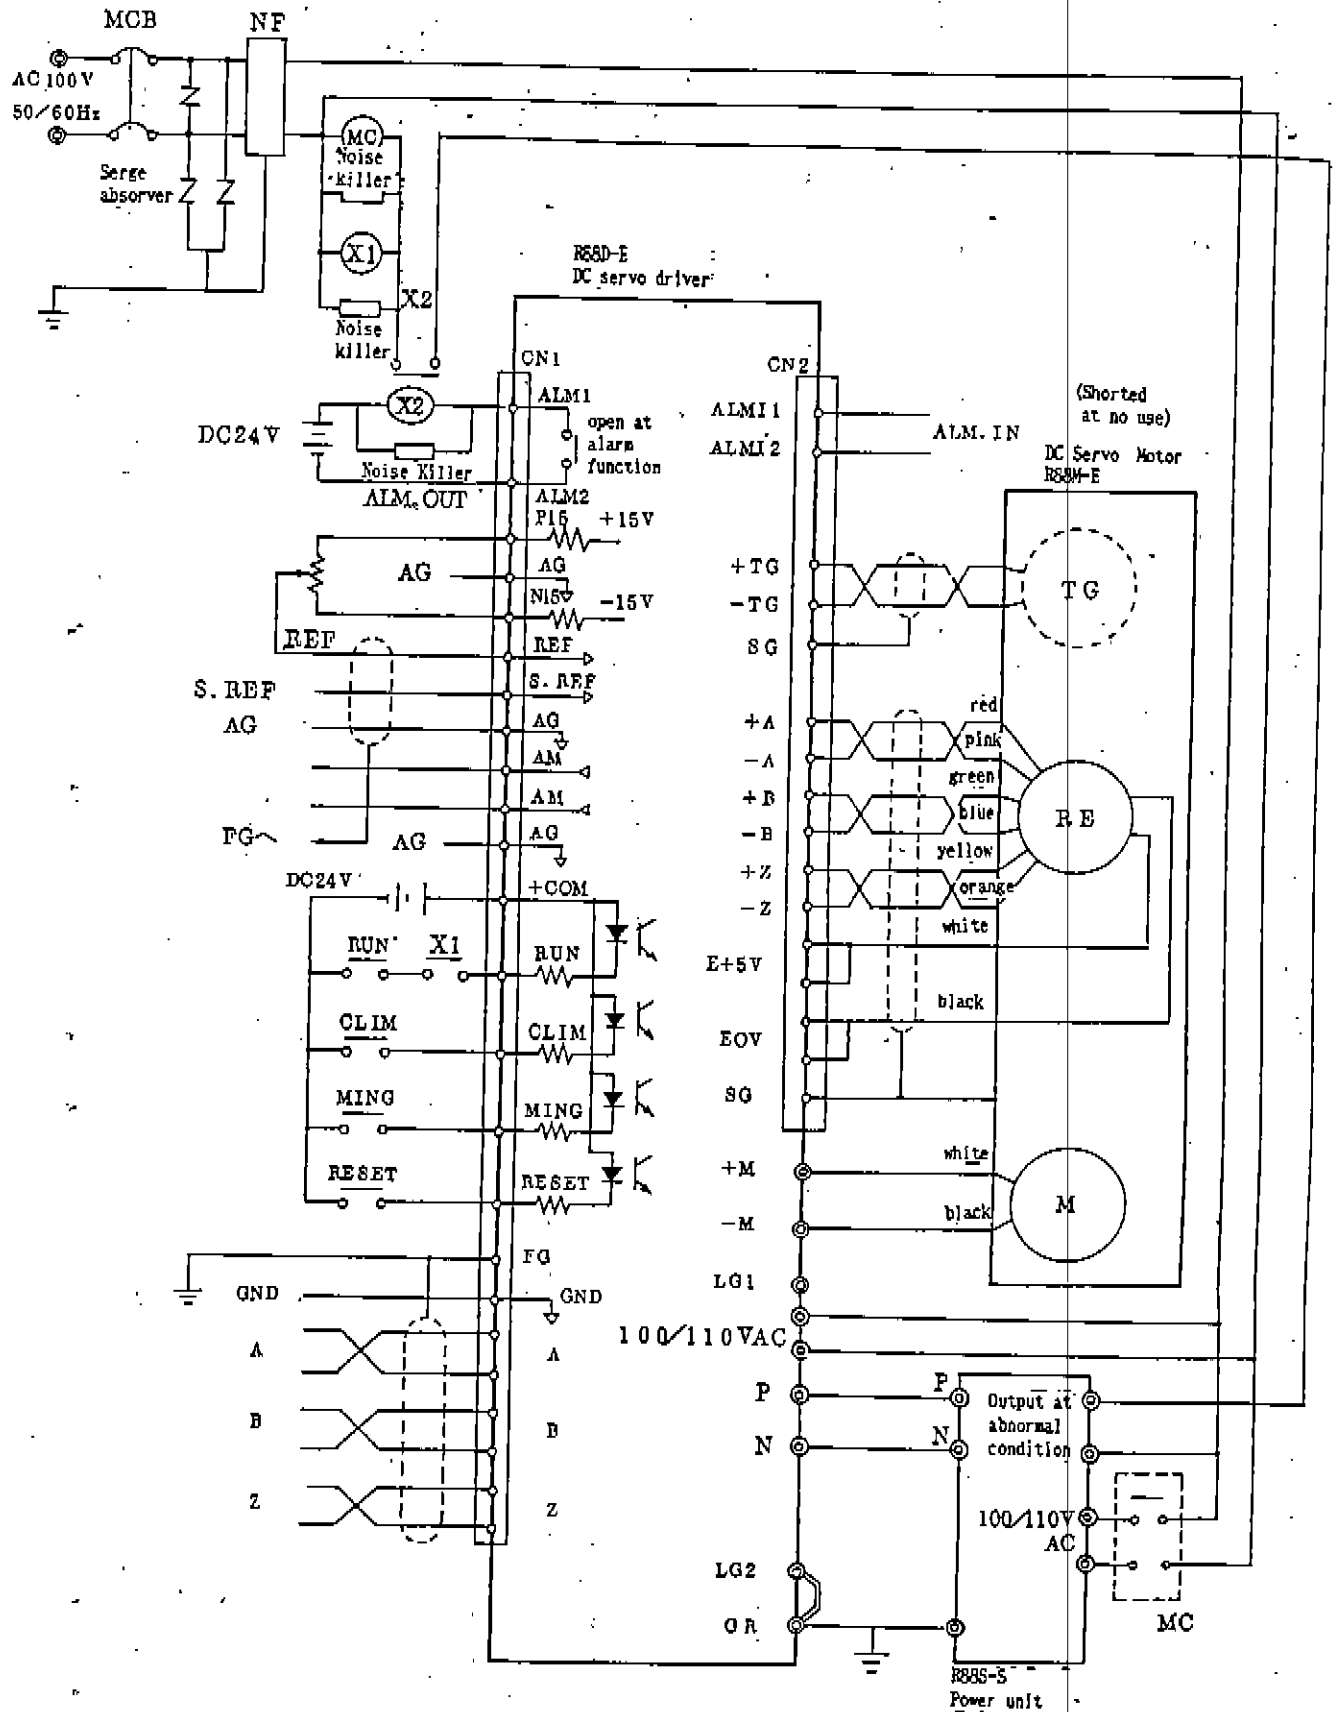 MCB
NF
AC 100V
50/60Hz
Serge
absorver
MC
Noise
killer
X1
X2
Noise
killer
R88D-E
DC servo driver
CN1
CN2
DC24V
X2
Noise Killer
ALM. OUT
ALM1
open at
alarm
function
ALM2
P15
+15V
AG
AG
N15
-15V
REF
REF
S. REF
S. REF
AG
AG
AM
AM
FG
AG
AG
DC24V
+COM
RUN
X1
RUN
CLIM
CLIM
MING
MING
RESET
RESET
FG
GND
GND
A
A
B
B
Z
Z
ALMI1
ALMI2
ALM. IN
(Shorted
at no use)
DC Servo Motor
R88M-E
+TG
-TG
SG
TG
+A
-A
+B
-B
+Z
-Z
red
pink
green
blue
yellow
orange
white
black
RE
E+5V
EOV
SG
+M
-M
white
black
M
LG1
100/110VAC
P
N
P
N
Output at
abnormal
condition
100/110V
AC
MC
LG2
GR
R88S-S
Power unit